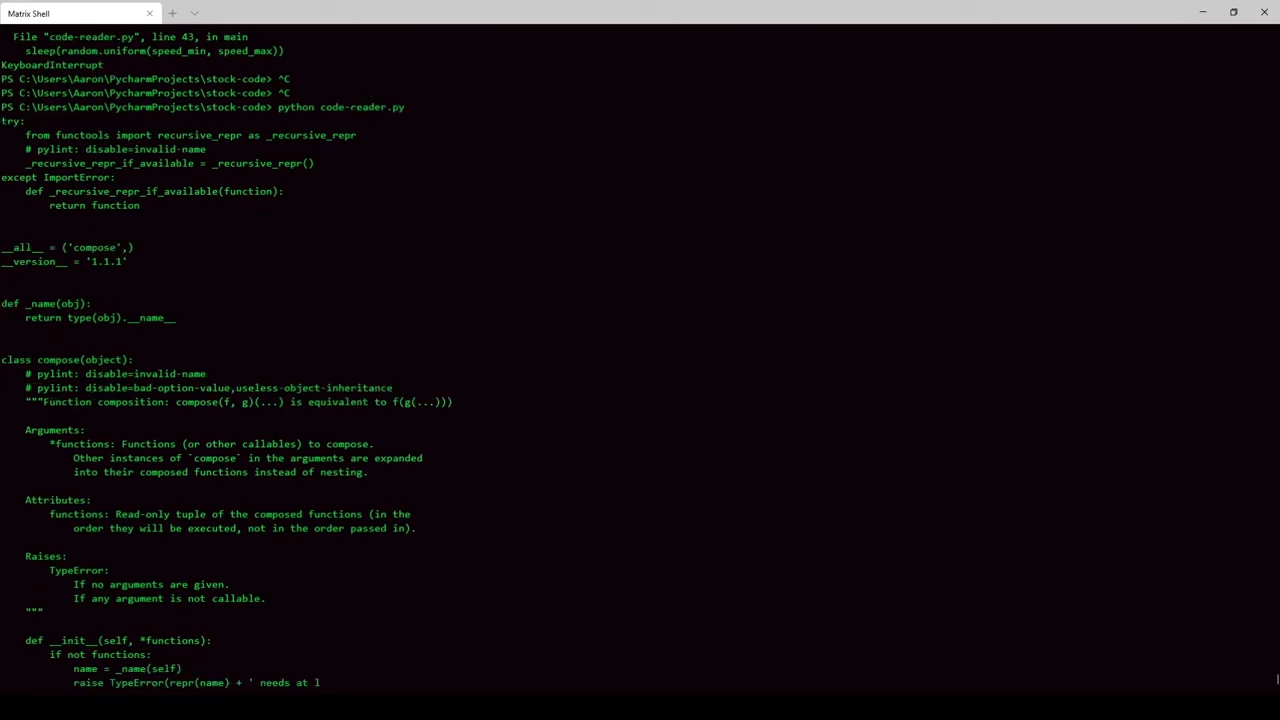 Matrix Shell
  File "code-reader.py", line 43, in main
    sleep(random.uniform(speed_min, speed_max))
KeyboardInterrupt
PS C:\Users\Aaron\PycharmProjects\stock-code> ^C
PS C:\Users\Aaron\PycharmProjects\stock-code> ^C
PS C:\Users\Aaron\PycharmProjects\stock-code> python code-reader.py
try:
    from functools import recursive_repr as _recursive_repr
    # pylint: disable=invalid-name
    _recursive_repr_if_available = _recursive_repr()
except ImportError:
    def _recursive_repr_if_available(function):
        return function
__all__ = ('compose',)
__version__ = '1.1.1'
def _name(obj):
    return type(obj).__name__
class compose(object):
    # pylint: disable=invalid-name
    # pylint: disable=bad-option-value,useless-object-inheritance
    """Function composition: compose(f, g)(...) is equivalent to f(g(...)))
    Arguments:
        *functions: Functions (or other callables) to compose.
            Other instances of `compose` in the arguments are expanded
            into their composed functions instead of nesting.
    Attributes:
        functions: Read-only tuple of the composed functions (in the
            order they will be executed, not in the order passed in).
    Raises:
        TypeError:
            If no arguments are given.
            If any argument is not callable.
    """
    def __init__(self, *functions):
        if not functions:
            name = _name(self)
            raise TypeError(repr(name) + ' needs at l